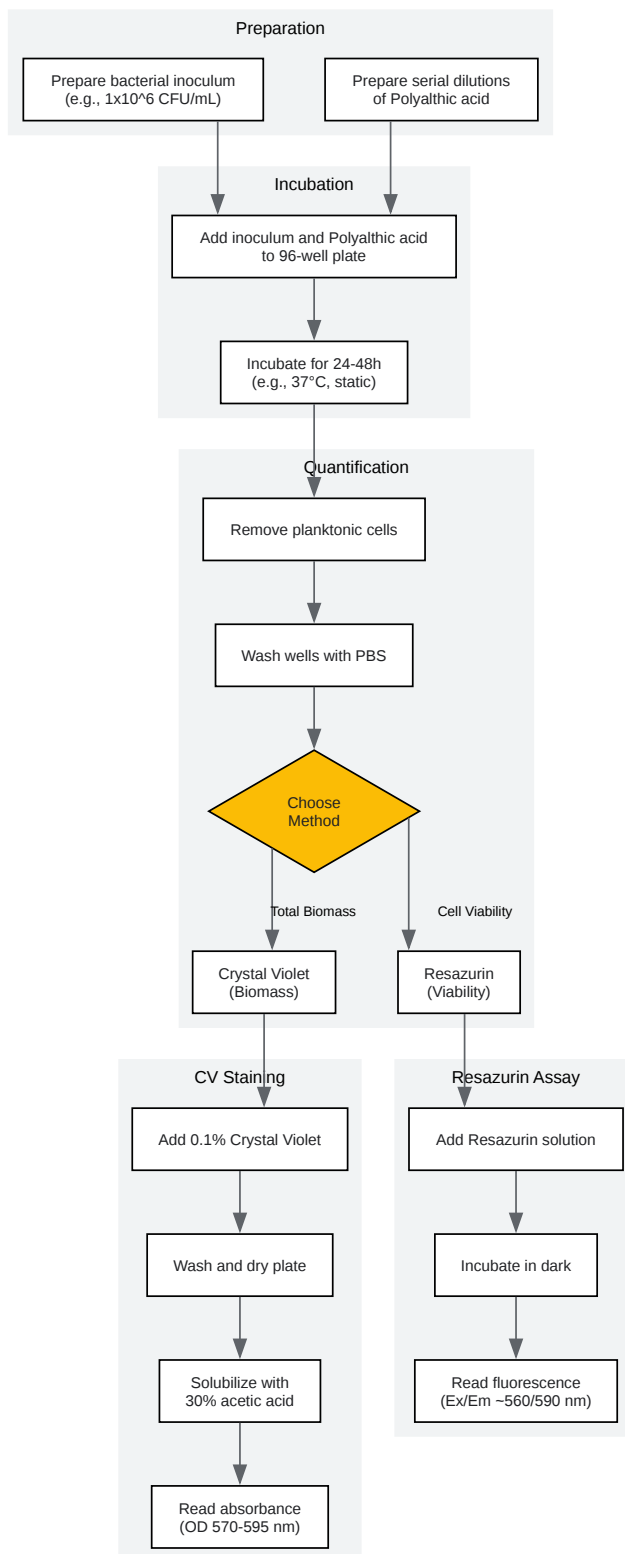 Preparation
Prepare bacterial inoculum
(e.g., 1x10^6 CFU/mL)
Prepare serial dilutions
of Polyalthic acid
Incubation
Add inoculum and Polyalthic acid
to 96-well plate
Incubate for 24-48h
(e.g., 37°C, static)
Quantification
Remove planktonic cells
Wash wells with PBS
Choose
Method
Total Biomass
Cell Viability
Crystal Violet
(Biomass)
Resazurin
(Viability)
CV Staining
Add 0.1% Crystal Violet
Wash and dry plate
Solubilize with
30% acetic acid
Read absorbance
(OD 570-595 nm)
Resazurin Assay
Add Resazurin solution
Incubate in dark
Read fluorescence
(Ex/Em ~560/590 nm)